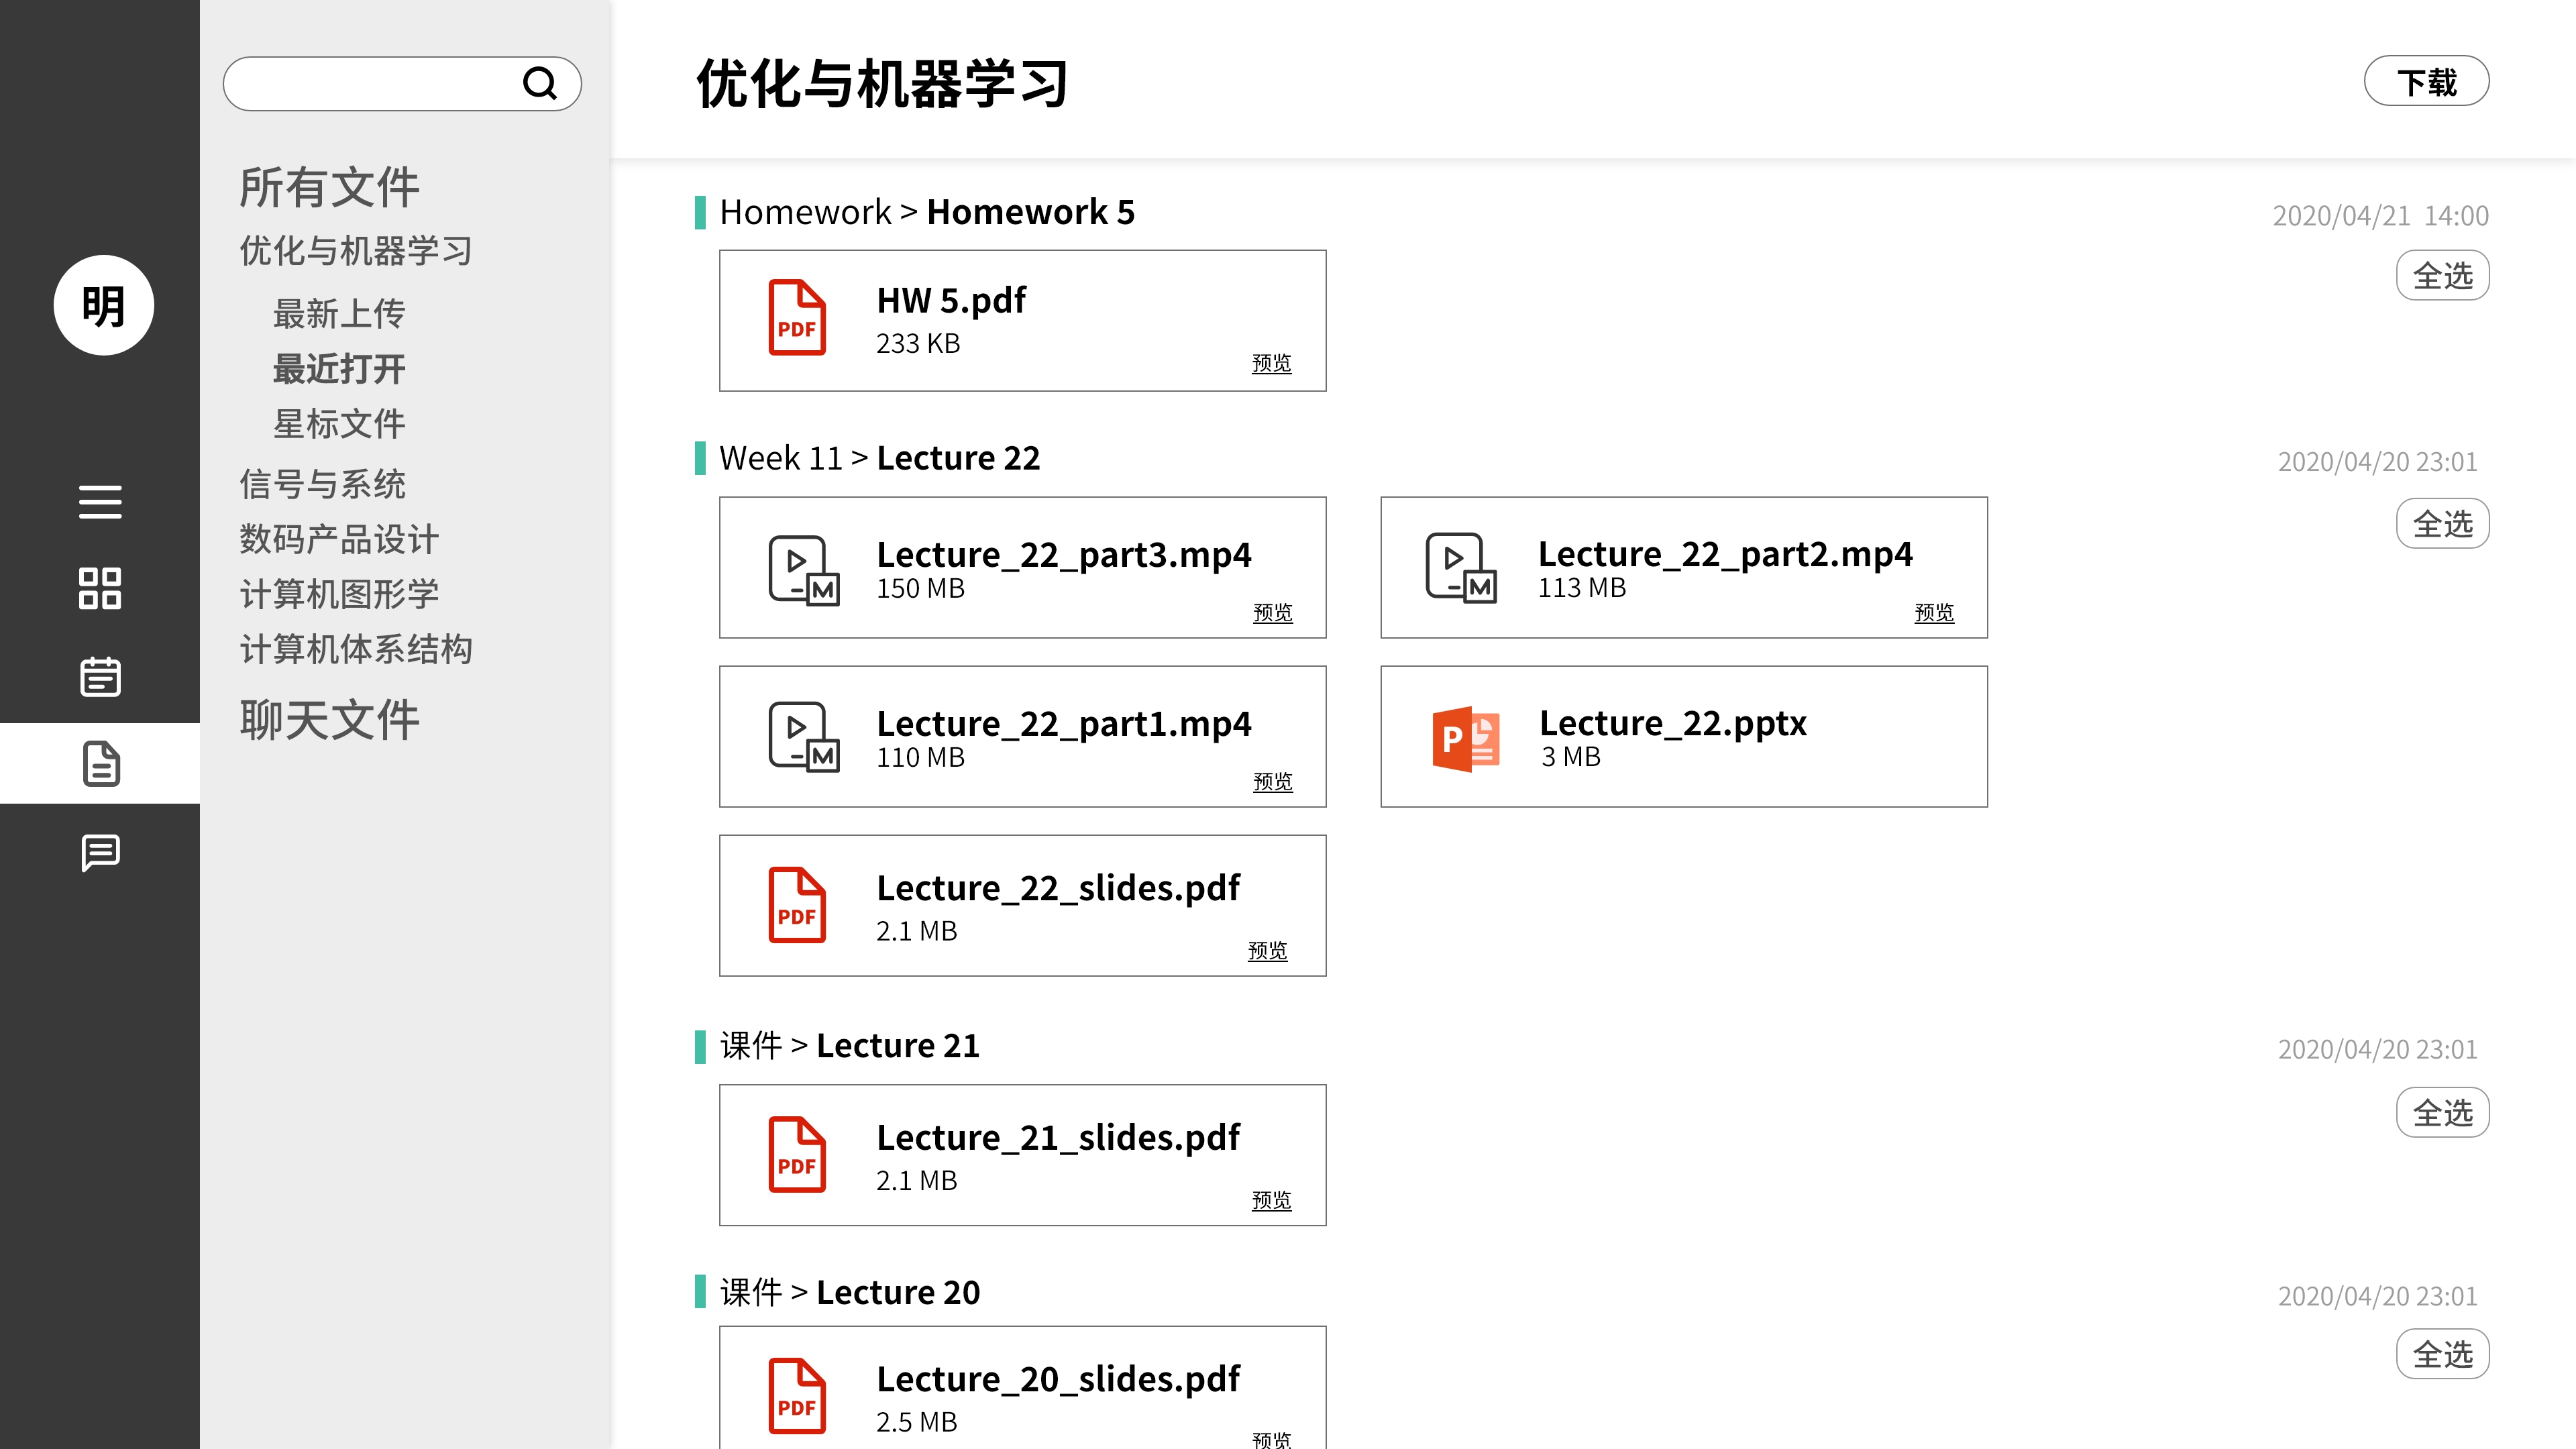 明
所有文件
优化与机器学习
最新上传
最近打开
星标文件
信号与系统
数码产品设计
计算机图形学
计算机体系结构
聊天文件
优化与机器学习
下载
Homework > Homework 5
2020/04/21 14:00
全选
PDF
HW 5.pdf
233 KB
预览
Week 11 > Lecture 22
2020/04/20 23:01
全选
M
Lecture_22_part3.mp4
150 MB
预览
M
Lecture_22_part2.mp4
113 MB
预览
M
Lecture_22_part1.mp4
110 MB
预览
P
Lecture_22.pptx
3 MB
PDF
Lecture_22_slides.pdf
2.1 MB
预览
课件 > Lecture 21
2020/04/20 23:01
全选
PDF
Lecture_21_slides.pdf
2.1 MB
预览
课件 > Lecture 20
2020/04/20 23:01
全选
PDF
Lecture_20_slides.pdf
2.5 MB
预览